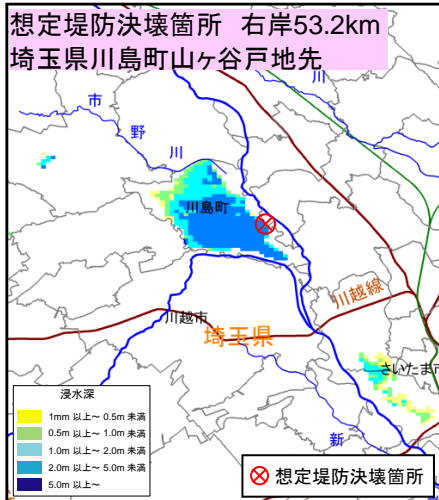 想定堤防決壊箇所 右岸53.2km
埼玉県川島町山ヶ谷戸地先
市
野
川
川
川島町
川越線
川越市
埼玉県
さいたま市
新
浸水深
1mm 以上～ 0.5m 未満
0.5m 以上～ 1.0m 未満
1.0m 以上～ 2.0m 未満
2.0m 以上～ 5.0m 未満
5.0m 以上～
想定堤防決壊箇所